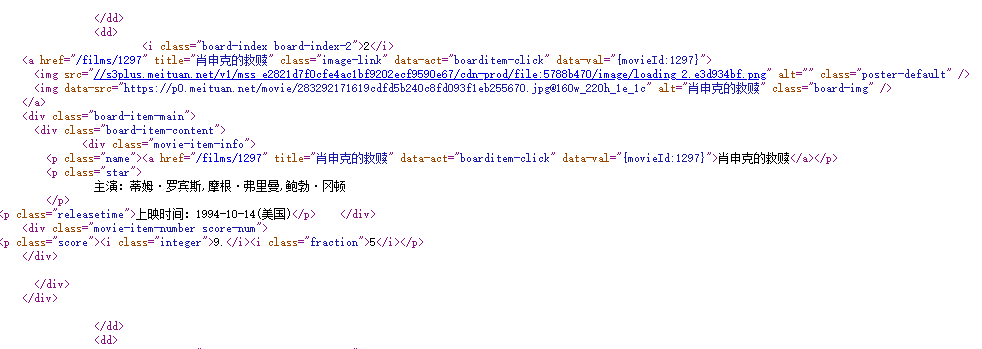 </dd>
<dd>
<i class="board-index board-index-2">2</i>
<a href="/films/1297" title="肖申克的救赎" class="image-link" data-act="boarditem-click" data-val="{movieId:1297}">
<img src="//s3plus.meituan.net/v1/mss_e2821d7f0cfe4ac1bf9202ecf9590e67/cdn-prod/file:5788b470/image/loading_2.e3d934bf.png" alt="" class="poster-default" />
<img data-src="https://p0.meituan.net/movie/283292171619cdfd5b240c8fd093f1eb255670.jpg@160w_220h_1e_1c" alt="肖申克的救赎" class="board-img" />
</a>
<div class="board-item-main">
<div class="board-item-content">
<div class="movie-item-info">
<p class="name"><a href="/films/1297" title="肖申克的救赎" data-act="boarditem-click" data-val="{movieId:1297}">肖申克的救赎</a></p>
<p class="star">
主演：蒂姆·罗宾斯,摩根·弗里曼,鲍勃·冈顿
</p>
<p class="releasetime">上映时间：1994-10-14(美国)</p> </div>
<div class="movie-item-number score-num">
<p class="score"><i class="integer">9.</i><i class="fraction">5</i></p>
</div>
</div>
</div>
</dd>
<dd>